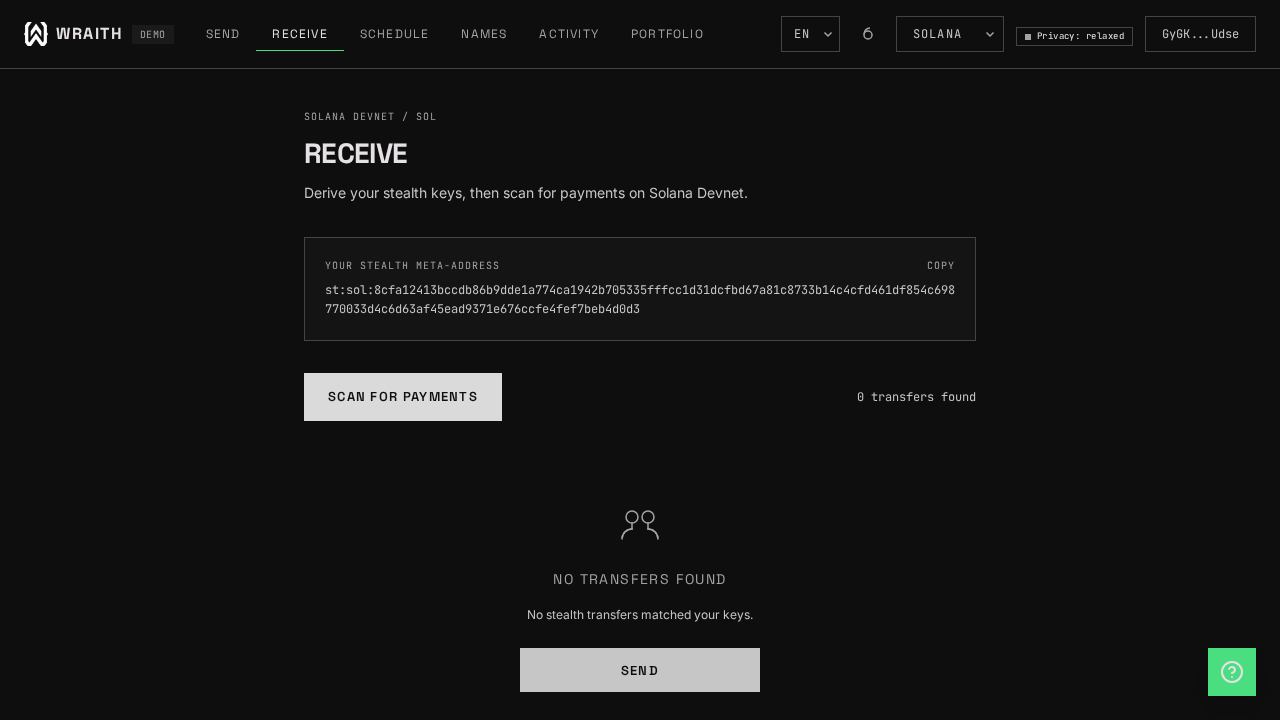 WRAITH DEMO SEND RECEIVE SCHEDULE NAMES ACTIVITY PORTFOLIO EN SOLANA Privacy: relaxed GyGK...Udse
SOLANA DEVNET / SOL
RECEIVE
Derive your stealth keys, then scan for payments on Solana Devnet.
YOUR STEALTH META-ADDRESS COPY
st:sol:8cfa12413bccdb86b9dde1a774ca1942b705335fffcc1d31dcfbd67a81c8733b14c4cfd461df854c698
770033d4c6d63af45ead9371e676ccfe4fef7beb4d0d3
SCAN FOR PAYMENTS 0 transfers found
NO TRANSFERS FOUND
No stealth transfers matched your keys.
SEND